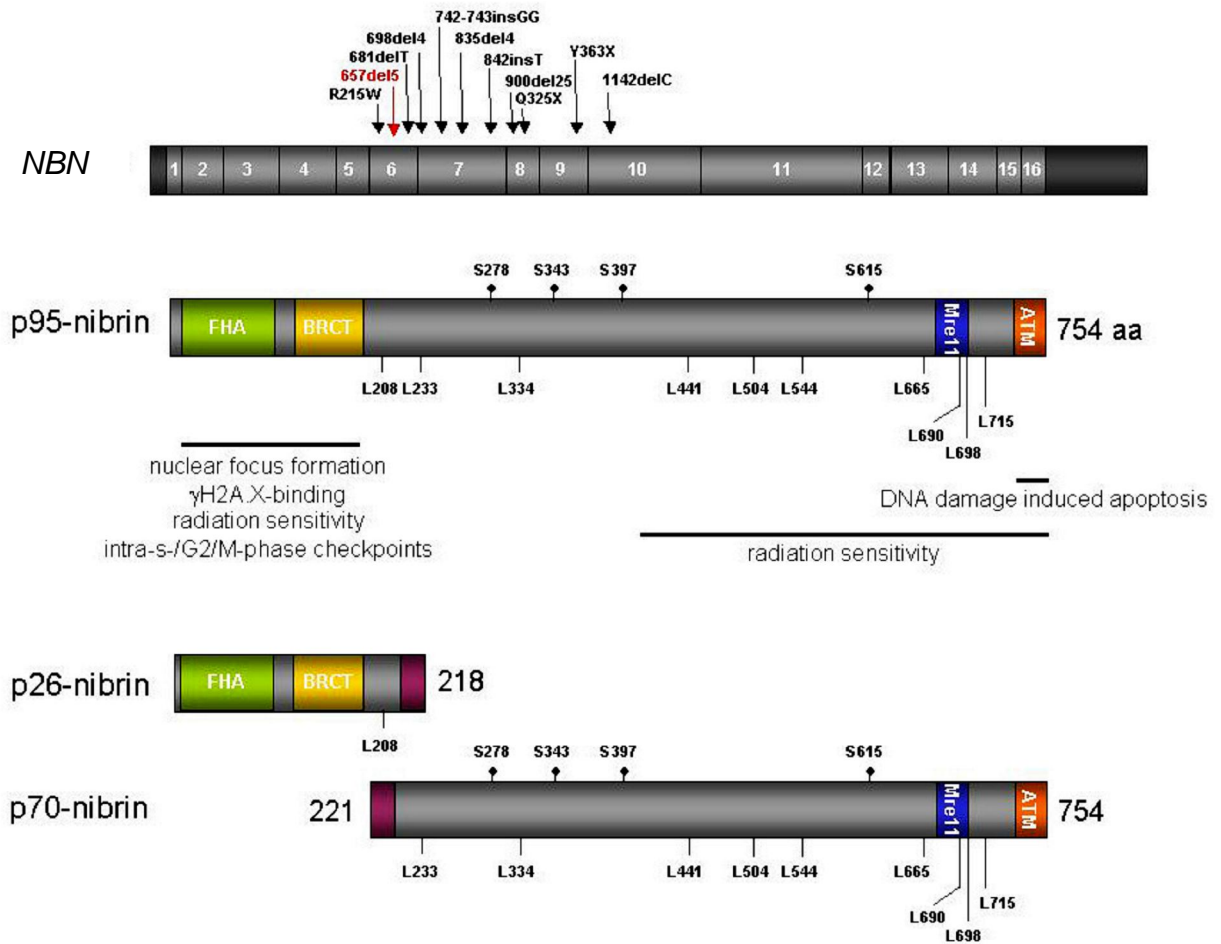 742-743insGG
698del4 835del4
681delT 842insT Y363X
657del5 900del25 1142delC
R215W Q325X
NBN 1 2 3 4 5 6 7 8 9 10 11 12 13 14 15 16
S278 S343 S397 S615
p95-nibrin FHA BRCT Mre11 ATM 754 aa
L208 L233 L334 L441 L504 L544 L665
L690 L715
L698
nuclear focus formation
γH2A.X-binding
radiation sensitivity
intra-s-/G2/M-phase checkpoints
DNA damage induced apoptosis
radiation sensitivity
p26-nibrin FHA BRCT 218
L208
S278 S343 S397 S615
p70-nibrin 221 Mre11 ATM 754
L233 L334 L441 L504 L544 L665
L690 L715
L698